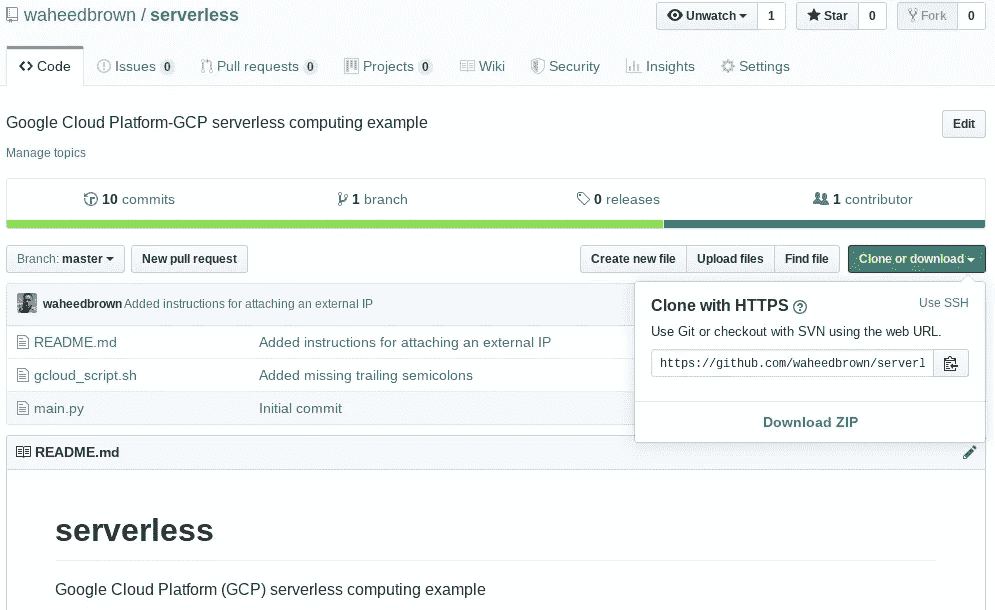 waheedbrown / serverless
Unwatch 1 Star 0 Fork 0
Code Issues 0 Pull requests 0 Projects 0 Wiki Security Insights Settings
Google Cloud Platform-GCP serverless computing example Edit
Manage topics
10 commits 1 branch 0 releases 1 contributor
Branch: master New pull request Create new file Upload files Find file Clone or download
waheedbrown Added instructions for attaching an external IP
README.md Added instructions for attaching an external IP
gcloud_script.sh Added missing trailing semicolons
main.py Initial commit
Clone with HTTPS ? Use SSH
Use Git or checkout with SVN using the web URL.
https://github.com/waheedbrown/serverl
Download ZIP
README.md
serverless
Google Cloud Platform (GCP) serverless computing example